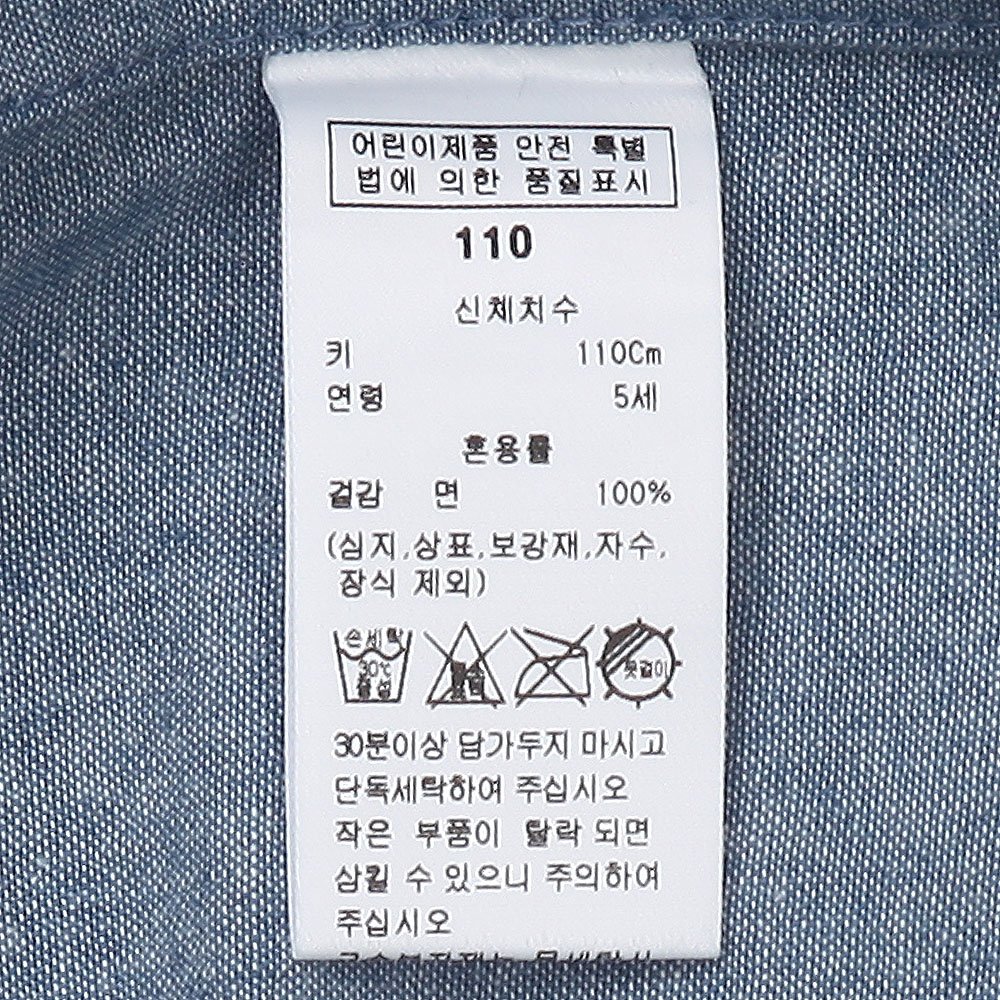 어린이제품 안전 특별
법에 의한 품질표시
110
신체치수
키 110Cm
연령 5세
혼용률
겉감 면 100%
(심지,상표,보강재,자수,
장식 제외)
손세탁
30℃
중성
옷걸이
30분이상 담가두지 마시고
단독세탁하여 주십시오
작은 부품이 탈락 되면
삼킬 수 있으니 주의하여
주십시오